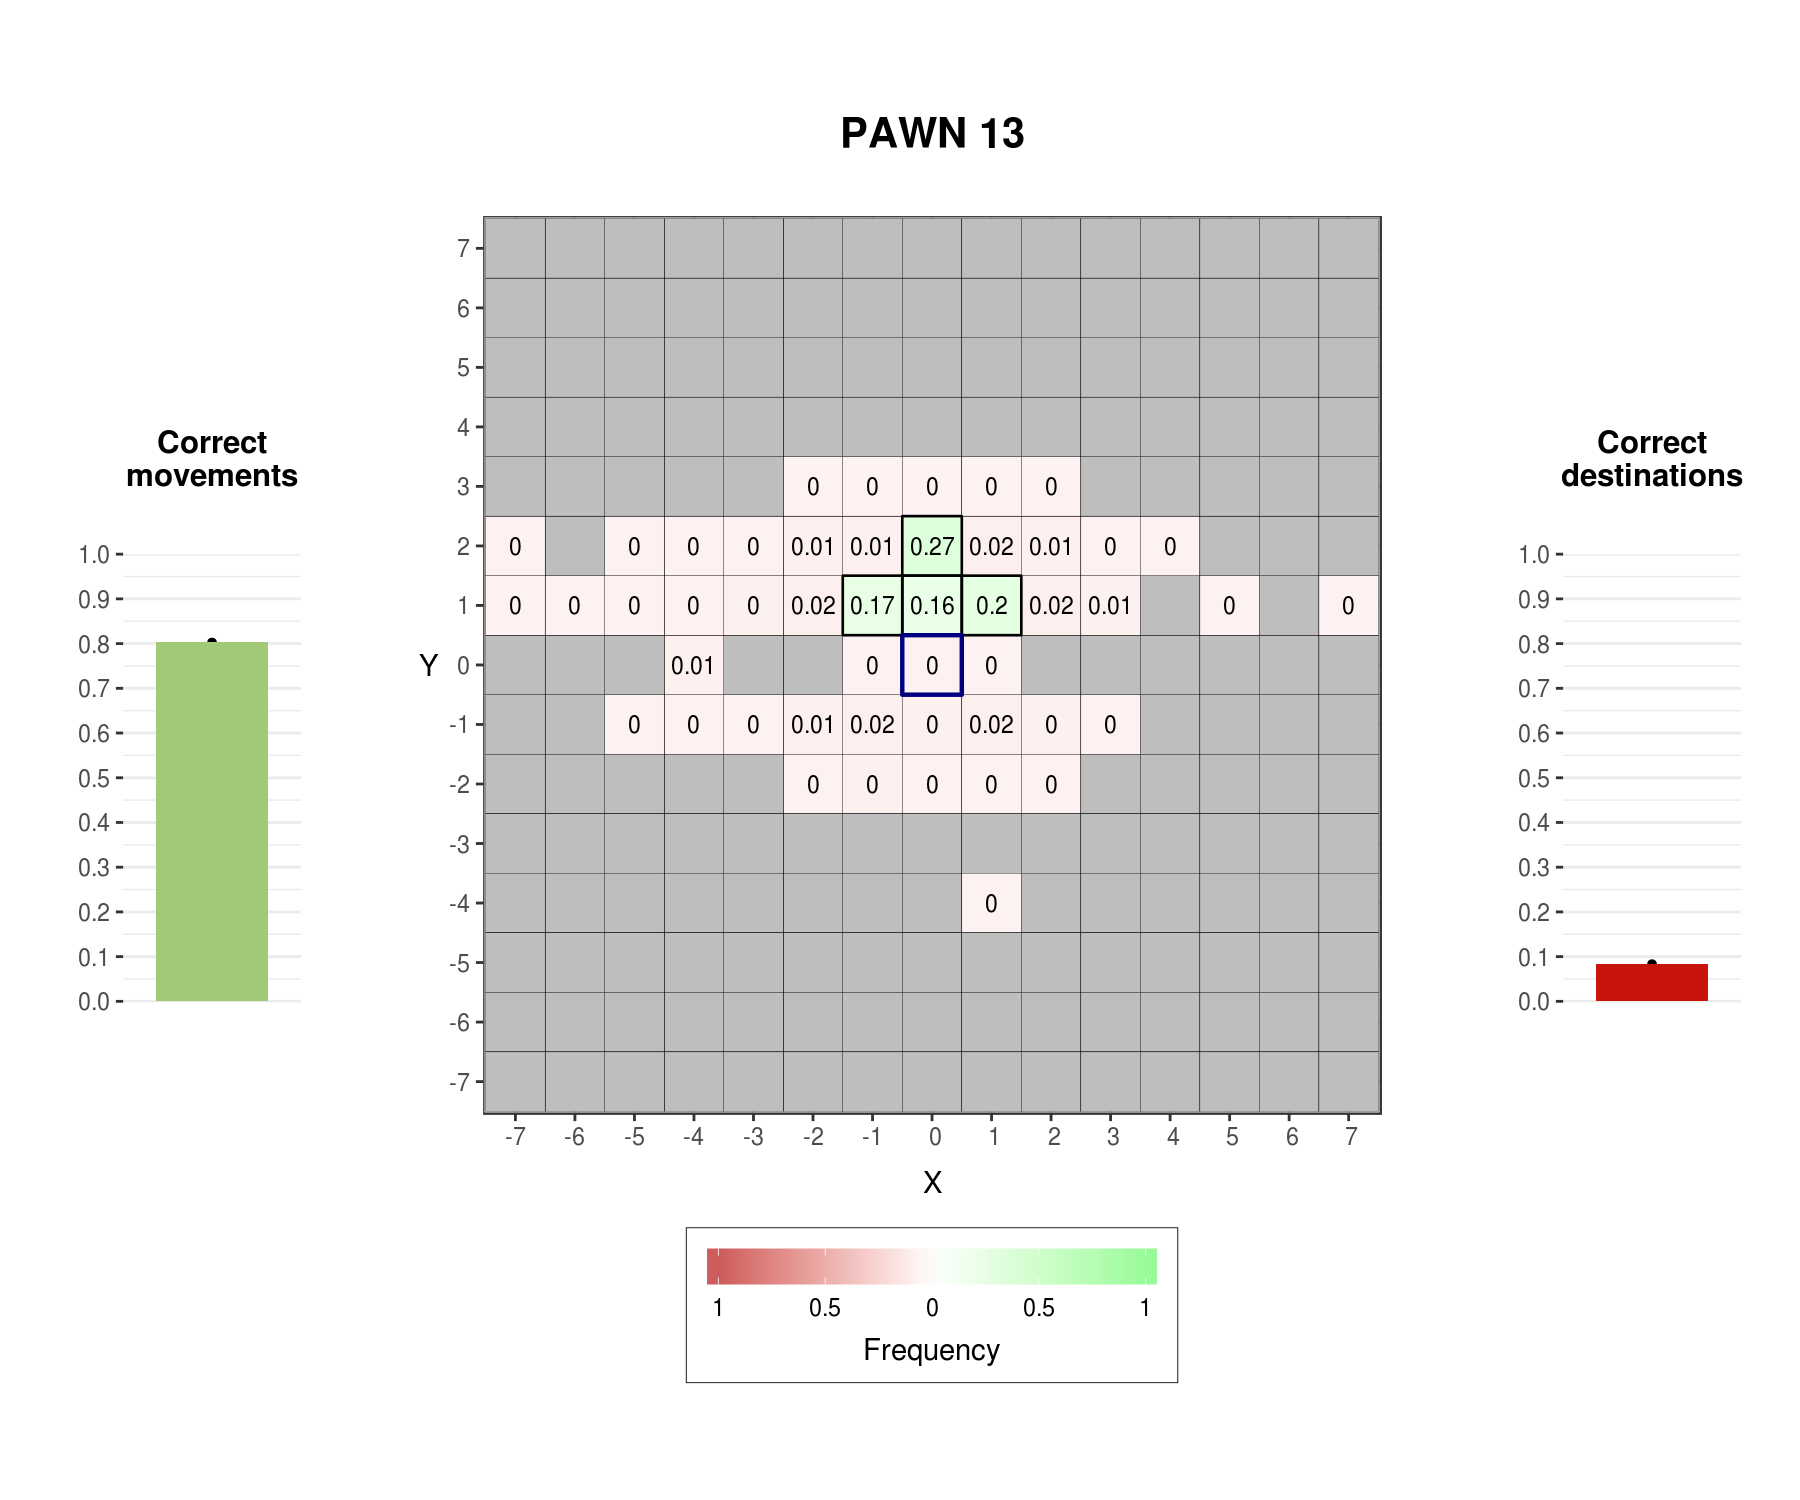 PAWN 13
Correct
movements
1.0
0.9
0.8
0.7
0.6
0.5
0.4
0.3
0.2
0.1
0.0
Y
7
6
5
4
3 0 0 0 0 0
2 0 0 0 0 0.01 0.01 0.27 0.02 0.01 0 0
1 0 0 0 0 0 0.02 0.17 0.16 0.2 0.02 0.01 0 0
0 0.01 0 0 0
-1 0 0 0 0.01 0.02 0 0.02 0 0
-2 0 0 0 0 0
-3
-4 0
-5
-6
-7
-7 -6 -5 -4 -3 -2 -1 0 1 2 3 4 5 6 7
X
1 0.5 0 0.5 1
Frequency
Correct
destinations
1.0
0.9
0.8
0.7
0.6
0.5
0.4
0.3
0.2
0.1
0.0